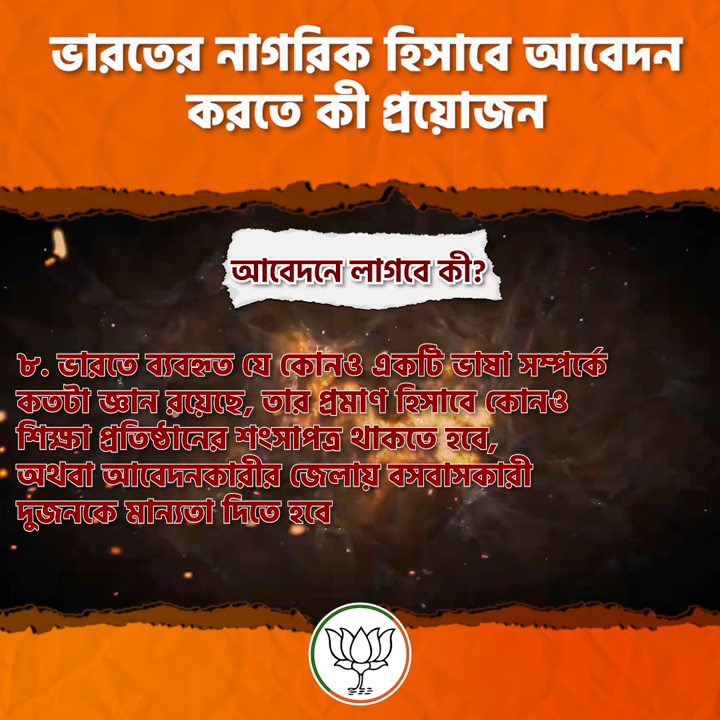 ভারতের নাগরিক হিসাবে আবেদন
করতে কী প্রয়োজন
আবেদনে লাগবে কী?
৮. ভারতে ব্যবহৃত যে কোনও একটি ভাষা সম্পর্কে
কতটা জ্ঞান রয়েছে, তার প্রমাণ হিসাবে কোনও
শিক্ষা প্রতিষ্ঠানের শংসাপত্র থাকতে হবে,
অথবা আবেদনকারীর জেলায় বসবাসকারী
দুজনকে মান্যতা দিতে হবে